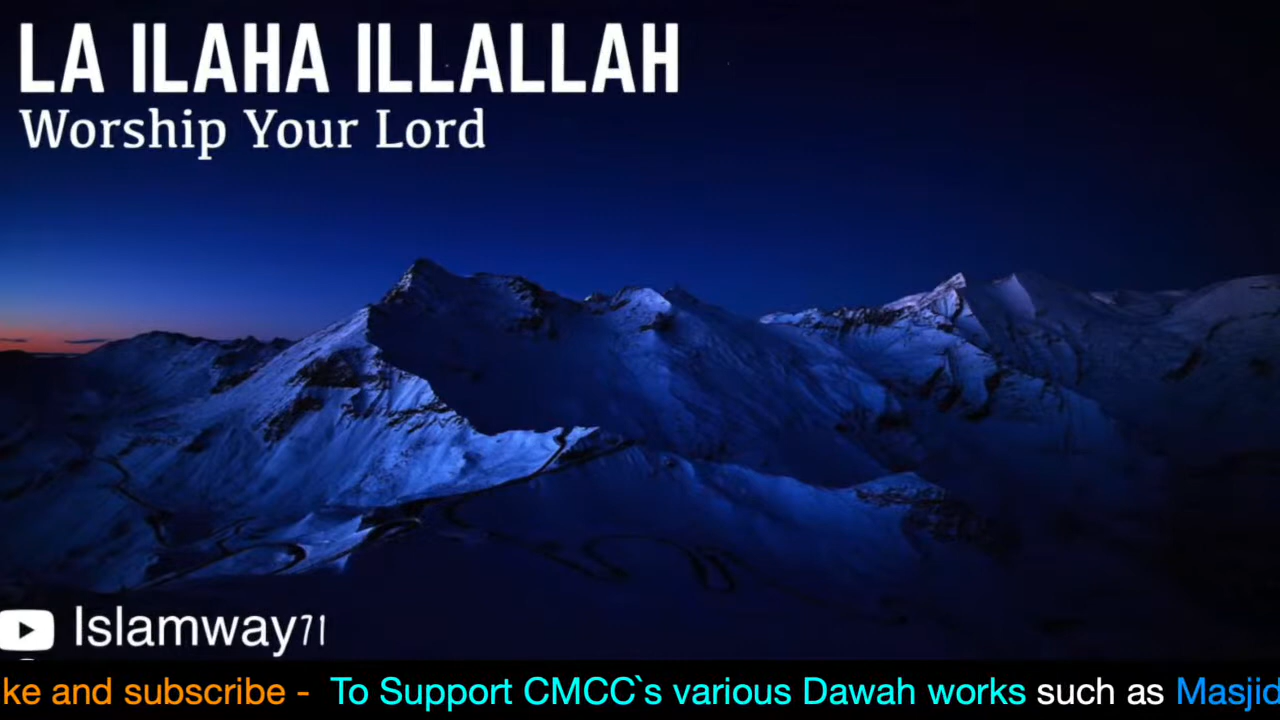 LA ILAHA ILLALLAH
Worship Your Lord
Islamway71
ke and subscribe - To Support CMCC`s various Dawah works such as Masjid